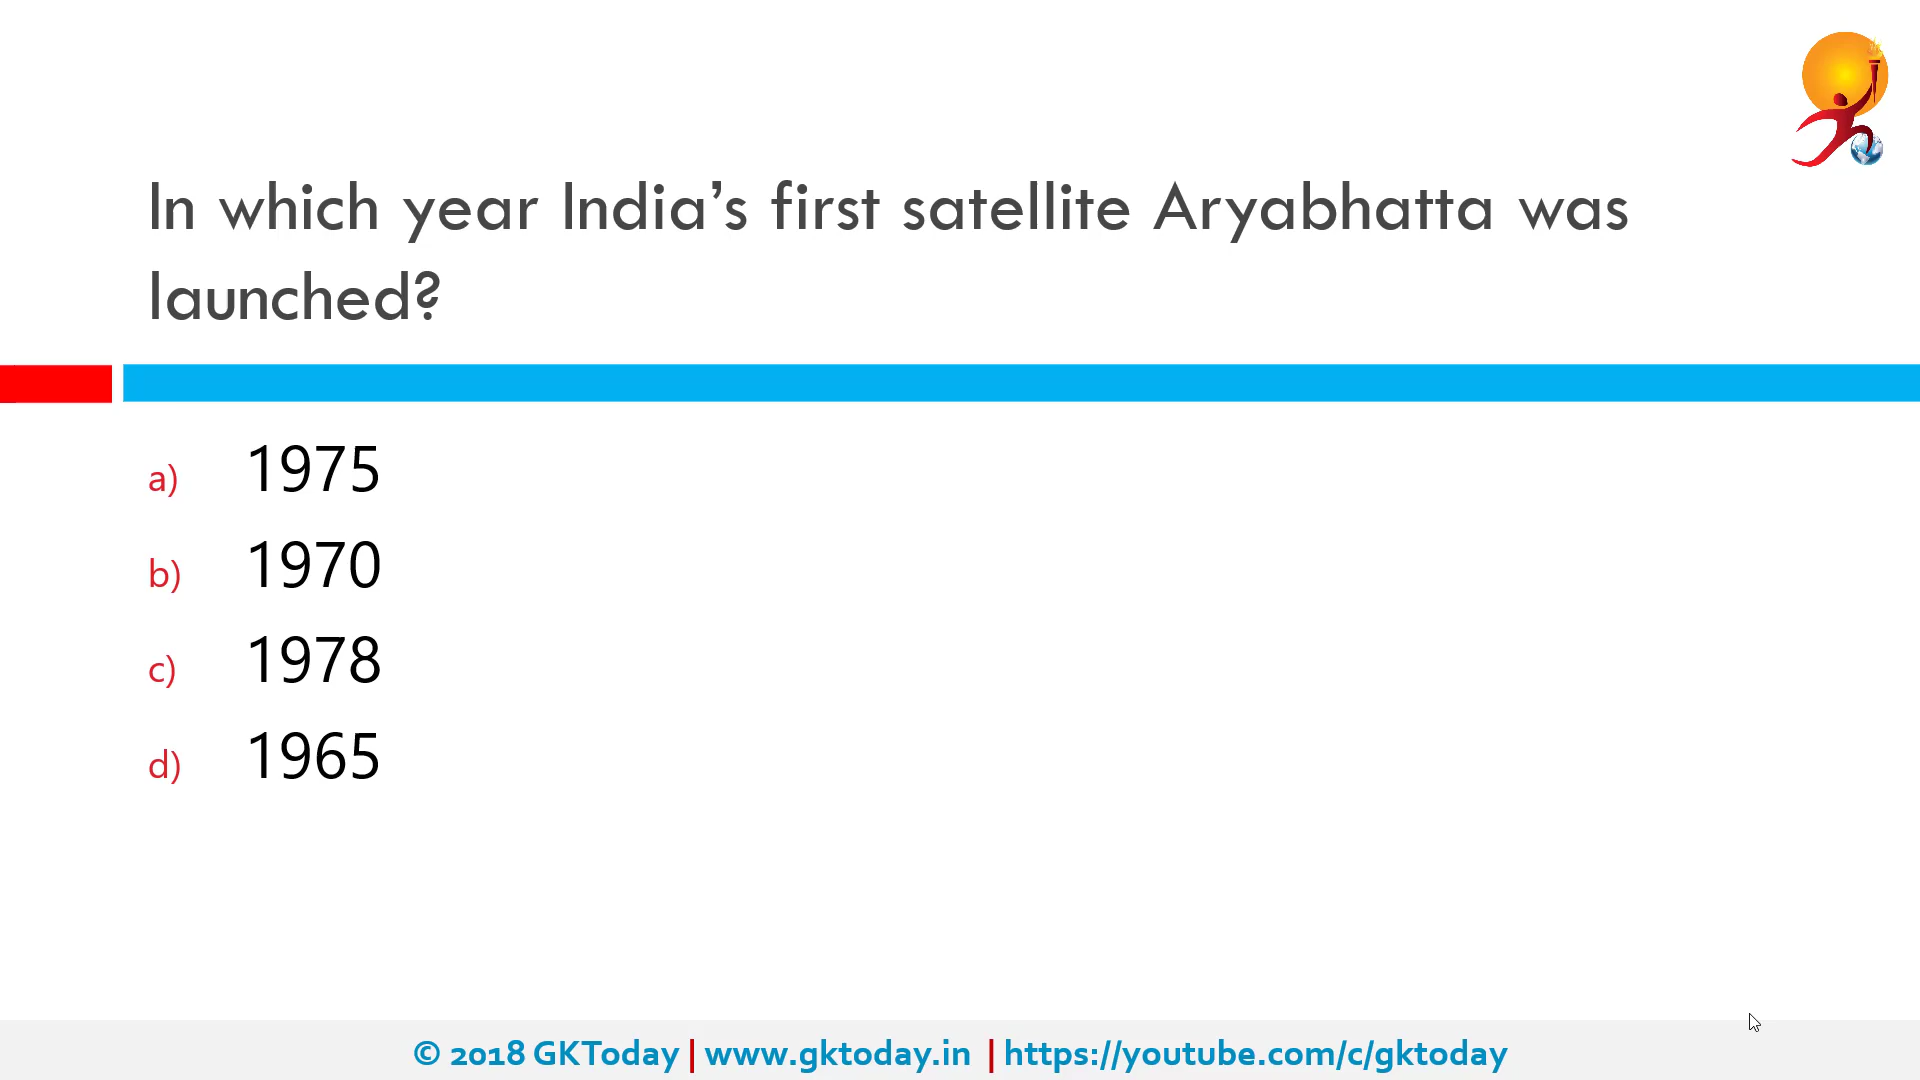 In which year India’s first satellite Aryabhatta was
launched?
a) 1975
b) 1970
c) 1978
d) 1965
© 2018 GKToday | www.gktoday.in | https://youtube.com/c/gktoday